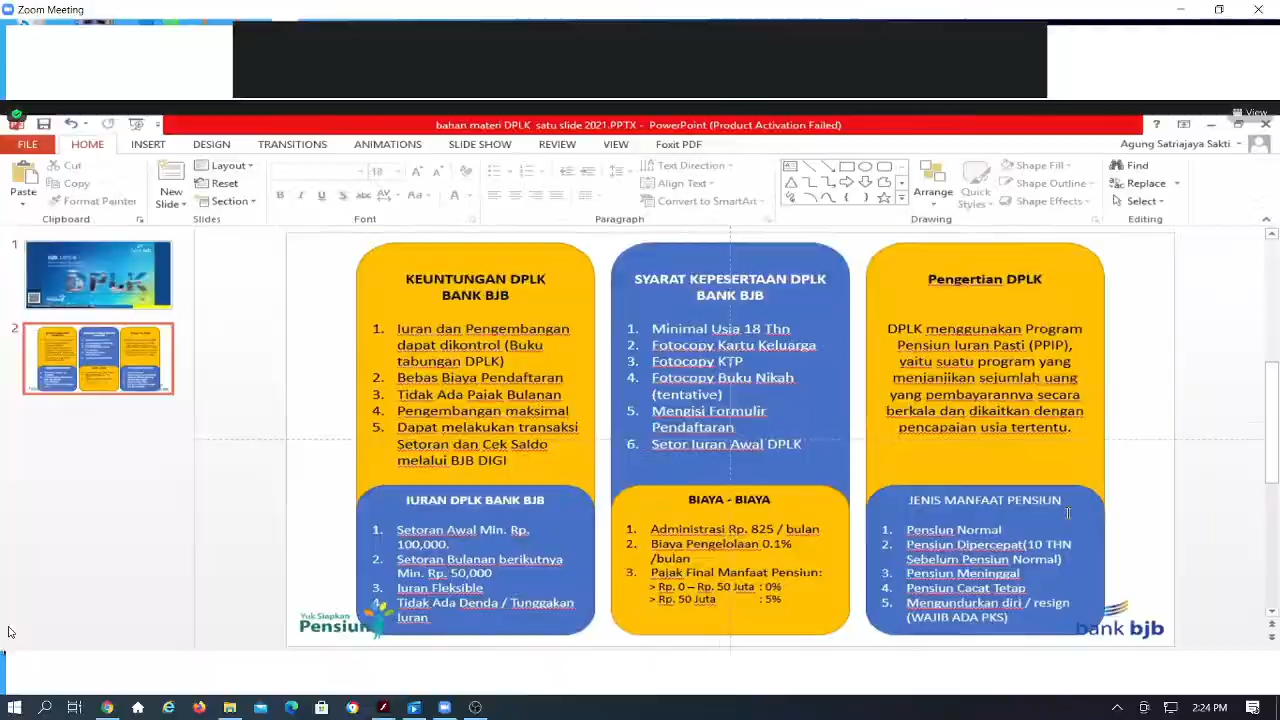 Zoom Meeting
View
bahan materi DPLK satu slide 2021.PPTX - PowerPoint (Product Activation Failed)
FILE
HOME
INSERT
DESIGN
TRANSITIONS
ANIMATIONS
SLIDE SHOW
REVIEW
VIEW
Foxit PDF
Agung Satriajaya Sakti
Paste
Cut
Copy
Format Painter
Clipboard
New
Slide
Layout
Reset
Section
Slides
18
Font
Text Direction
Align Text
Convert to SmartArt
Paragraph
Arrange
Quick
Styles
Shape Fill
Shape Outline
Shape Effects
Drawing
Find
Replace
Select
Editing
1
DPLK
2
KEUNTUNGAN DPLK
BANK BJB
1. Iuran dan Pengembangan
dapat dikontrol (Buku
tabungan DPLK)
2. Bebas Biaya Pendaftaran
3. Tidak Ada Pajak Bulanan
4. Pengembangan maksimal
5. Dapat melakukan transaksi
Setoran dan Cek Saldo
melalui BJB DIGI
IURAN DPLK BANK BJB
1. Setoran Awal Min. Rp.
100,000.
2. Setoran Bulanan berikutnya
Min. Rp. 50,000
3. Iuran Fleksible
4. Tidak Ada Denda / Tunggakan
Iuran
SYARAT KEPESERTAAN DPLK
BANK BJB
1. Minimal Usia 18 Thn
2. Fotocopy Kartu Keluarga
3. Fotocopy KTP
4. Fotocopy Buku Nikah
(tentative)
5. Mengisi Formulir
Pendaftaran
6. Setor Iuran Awal DPLK
BIAYA - BIAYA
1. Administrasi Rp. 825 / bulan
2. Biaya Pengelolaan 0.1%
/bulan
3. Pajak Final Manfaat Pensiun:
> Rp. 0 – Rp. 50 Juta : 0%
> Rp. 50 Juta : 5%
Pengertian DPLK
DPLK menggunakan Program
Pensiun Iuran Pasti (PPIP),
yaitu suatu program yang
menjanjikan sejumlah uang
yang pembayarannya secara
berkala dan dikaitkan dengan
pencapaian usia tertentu.
JENIS MANFAAT PENSIUN
1. Pensiun Normal
2. Pensiun Dipercepat(10 THN
Sebelum Pensiun Normal)
3. Pensiun Meninggal
4. Pensiun Cacat Tetap
5. Mengundurkan diri / resign
(WAJIB ADA PKS)
Yuk Siapkan
Pensiun
bank bjb
2:24 PM